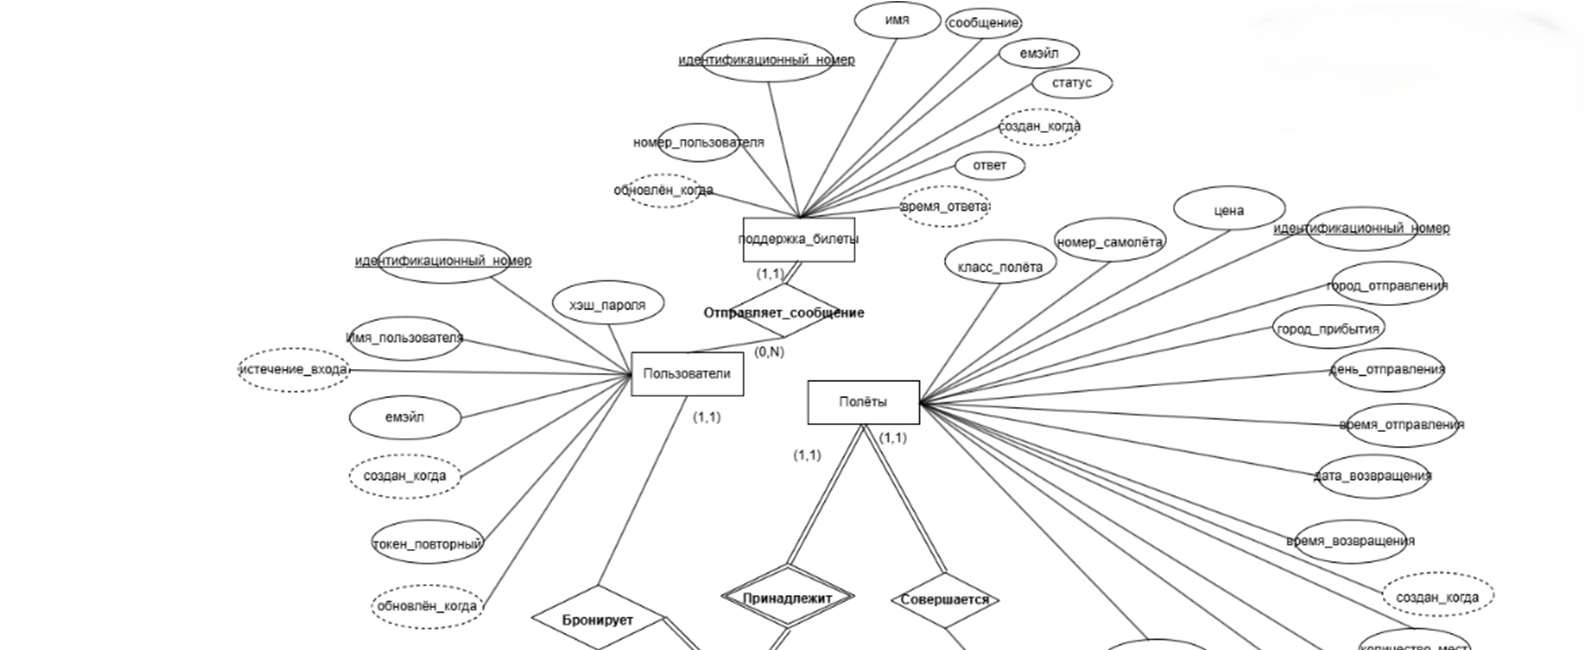 имя
сообщение
идентификационный_номер
емэйл
статус
создан_когда
номер_пользователя
ответ
обновлён_когда
время_ответа
поддержка_билеты
(1,1)
Отправляет_сообщение
(0,N)
идентификационный_номер
хэш_пароля
Имя_пользователя
истечение_входа
Пользователи
емэйл
(1,1)
создан_когда
токен_повторный
обновлён_когда
Бронирует
цена
идентификационный_номер
номер_самолёта
класс_полёта
город_отправления
город_прибытия
день_отправления
Полёты
время_отправления
(1,1)
(1,1)
дата_возвращения
время_возвращения
создан_когда
Принадлежит
Совершается
количество_мест